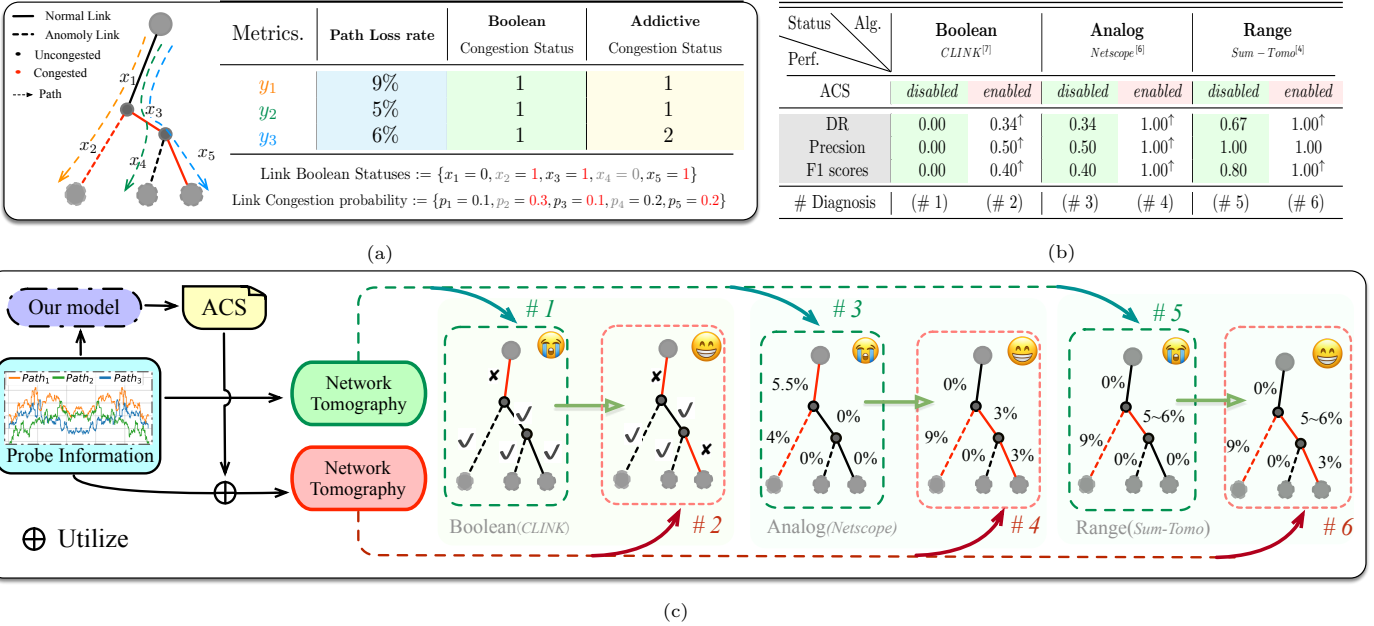 Normal Link
Anomoly Link
Uncongested
Congested
Path
x1
x2
x3
x4
x5
Metrics. Path Loss rate Boolean Congestion Status Addictive Congestion Status
y1 9% 1 1
y2 5% 1 1
y3 6% 1 2
Link Boolean Statuses := {x1 = 0, x2 = 1, x3 = 1, x4 = 0, x5 = 1}
Link Congestion probability := {p1 = 0.1, p2 = 0.3, p3 = 0.1, p4 = 0.2, p5 = 0.2}
(a)
Status Alg. Perf.
Boolean Analog Range
CLINK[7] Netscope[6] Sum − Tomo[4]
ACS disabled enabled disabled enabled disabled enabled
DR 0.00 0.34↑ 0.34 1.00↑ 0.67 1.00↑
Precsion 0.00 0.50↑ 0.50 1.00↑ 1.00 1.00
F1 scores 0.00 0.40↑ 0.40 1.00↑ 0.80 1.00↑
# Diagnosis (# 1) (# 2) (# 3) (# 4) (# 5) (# 6)
(b)
Our model
ACS
Path1 Path2 Path3
Probe Information
⊕ Utilize
Network
Tomography
Network
Tomography
# 1
Boolean(CLINK)
# 2
# 3
5.5%
0%
4%
0%
0%
Analog(Netscope)
0%
3%
9%
0%
3%
# 4
# 5
0%
5~6%
9%
0%
0%
Range(Sum-Tomo)
0%
5~6%
9%
0%
3%
# 6
(c)